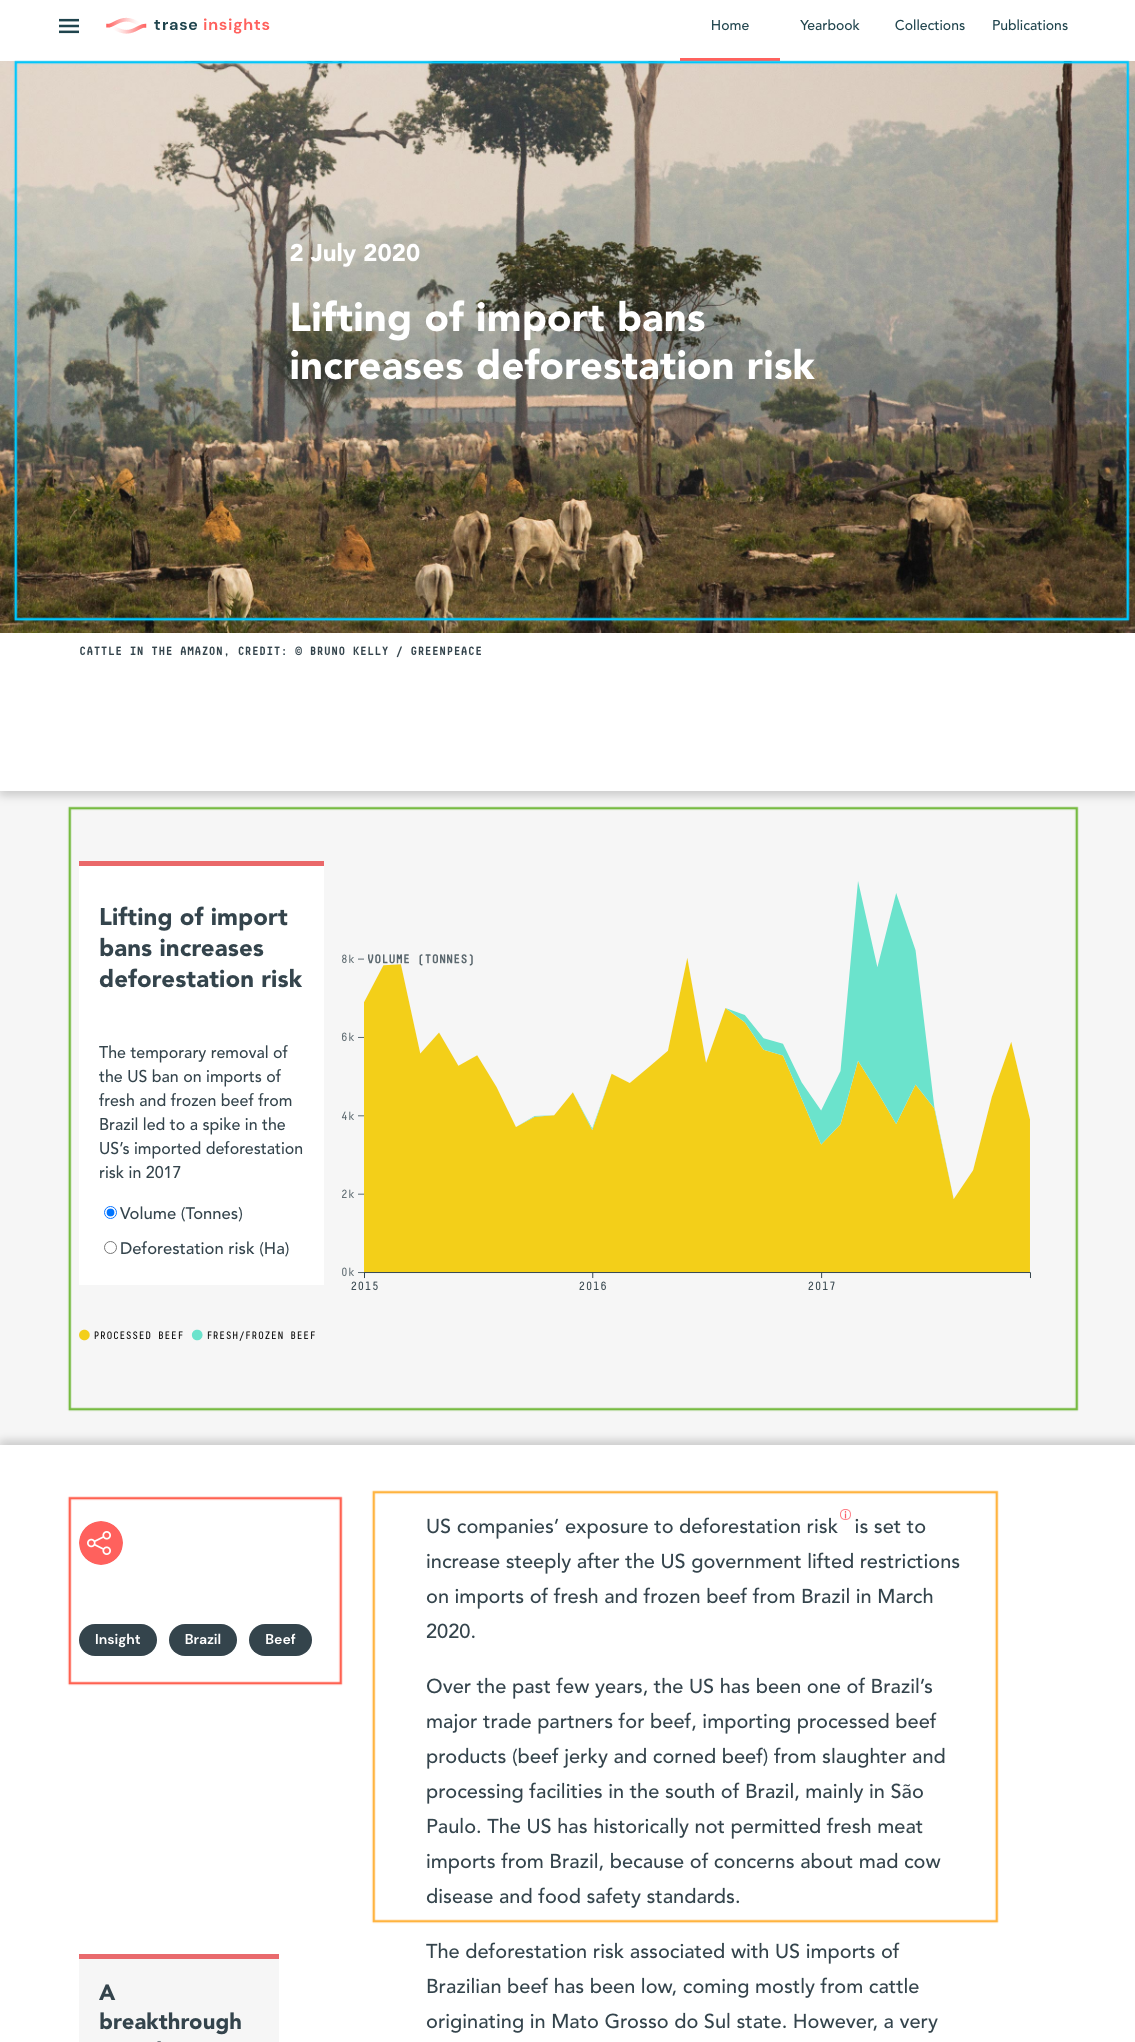 trase insights
Home Yearbook Collections Publications
2 July 2020
Lifting of import bans
increases deforestation risk
CATTLE IN THE AMAZON, CREDIT: © BRUNO KELLY / GREENPEACE
Lifting of import
bans increases
deforestation risk
The temporary removal of
the US ban on imports of
fresh and frozen beef from
Brazil led to a spike in the
US’s imported deforestation
risk in 2017
Volume (Tonnes)
Deforestation risk (Ha)
8k VOLUME (TONNES)
6k
4k
2k
0k
2015 2016 2017
PROCESSED BEEF FRESH/FROZEN BEEF
Insight Brazil Beef
US companies’ exposure to deforestation risk ⓘ is set to
increase steeply after the US government lifted restrictions
on imports of fresh and frozen beef from Brazil in March
2020.
Over the past few years, the US has been one of Brazil’s
major trade partners for beef, importing processed beef
products (beef jerky and corned beef) from slaughter and
processing facilities in the south of Brazil, mainly in São
Paulo. The US has historically not permitted fresh meat
imports from Brazil, because of concerns about mad cow
disease and food safety standards.
The deforestation risk associated with US imports of
Brazilian beef has been low, coming mostly from cattle
originating in Mato Grosso do Sul state. However, a very
A
breakthrough